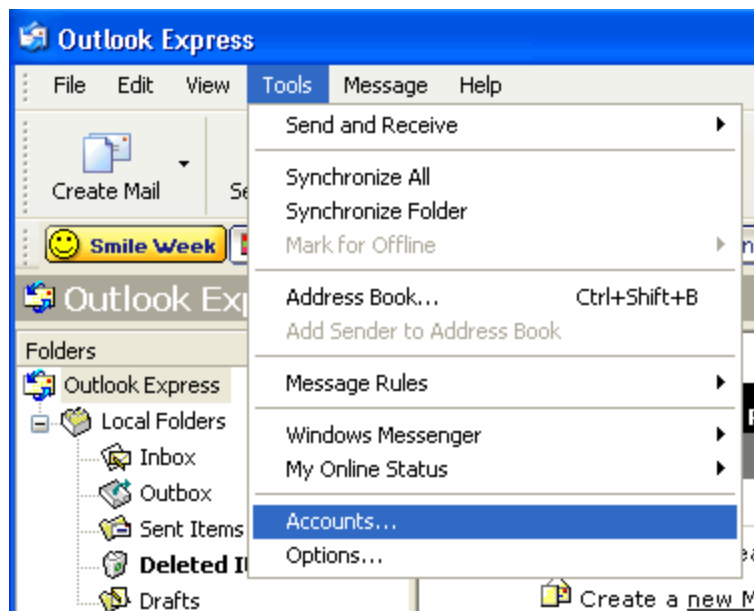 Outlook Express
File Edit View Tools Message Help
Send and Receive
Create Mail
Synchronize All
Synchronize Folder
Smile Week
Mark for Offline
Outlook Exp
Address Book... Ctrl+Shift+B
Add Sender to Address Book
Folders
Outlook Express
Message Rules
Local Folders
Windows Messenger
Inbox
My Online Status
Outbox
Accounts...
Sent Items
Options...
Deleted
Drafts
Create a new M